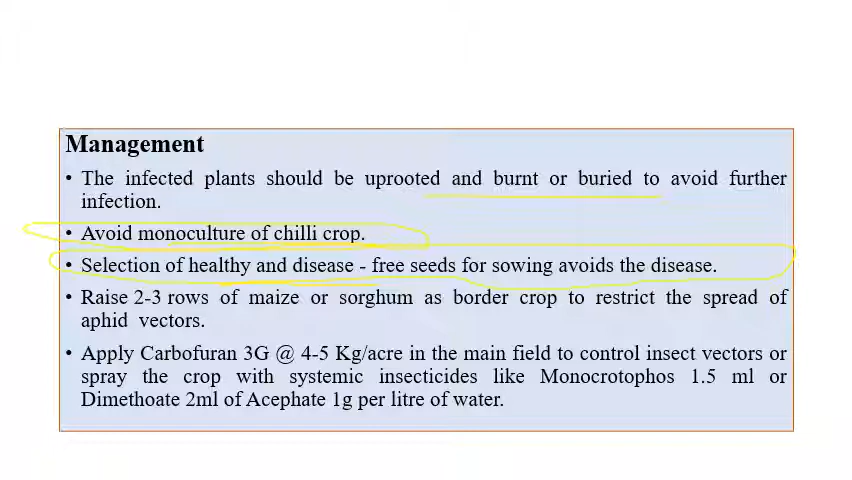 Management
• The infected plants should be uprooted and burnt or buried to avoid further
infection.
• Avoid monoculture of chilli crop.
• Selection of healthy and disease - free seeds for sowing avoids the disease.
• Raise 2-3 rows of maize or sorghum as border crop to restrict the spread of
aphid vectors.
• Apply Carbofuran 3G @ 4-5 Kg/acre in the main field to control insect vectors or
spray the crop with systemic insecticides like Monocrotophos 1.5 ml or
Dimethoate 2ml of Acephate 1g per litre of water.